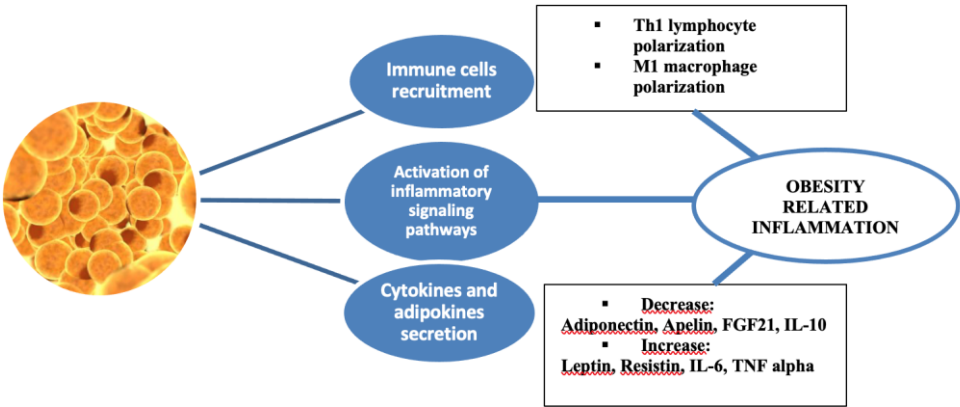 Immune cells
recruitment
▪ Th1 lymphocyte
polarization
▪ M1 macrophage
polarization
Activation of
inflammatory
signaling
pathways
OBESITY
RELATED
INFLAMMATION
Cytokines and
adipokines
secretion
▪ Decrease:
Adiponectin, Apelin, FGF21, IL-10
▪ Increase:
Leptin, Resistin, IL-6, TNF alpha